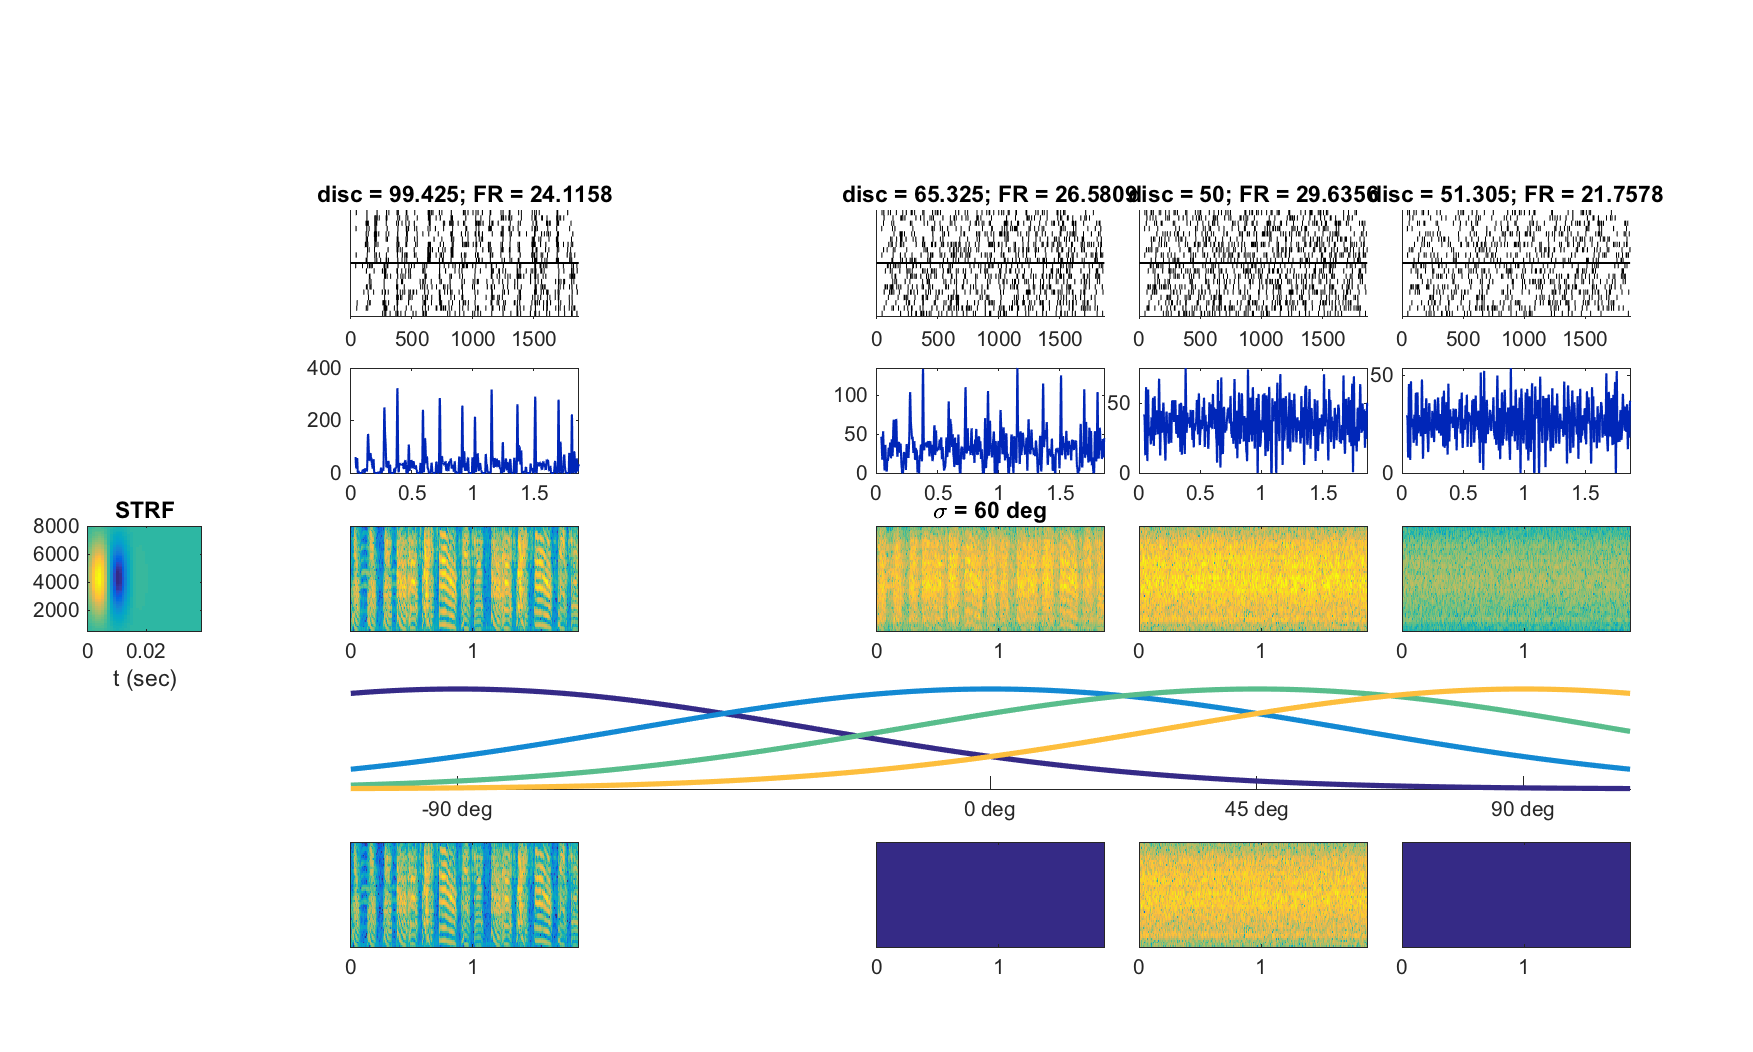 disc = 99.425; FR = 24.1158
disc = 65.325; FR = 26.5809
disc = 50; FR = 29.6356
disc = 51.305; FR = 21.7578
0 500 1000 1500
0 500 1000 1500
0 500 1000 1500
0 500 1000 1500
400
200
0
0 0.5 1 1.5
100
50
0
0 0.5 1 1.5
50
0
0 0.5 1 1.5
50
0
0 0.5 1 1.5
STRF
8000
6000
4000
2000
0 0.02
t (sec)
σ = 60 deg
0 1
0 1
0 1
0 1
-90 deg
0 deg
45 deg
90 deg
0 1
0 1
0 1
0 1